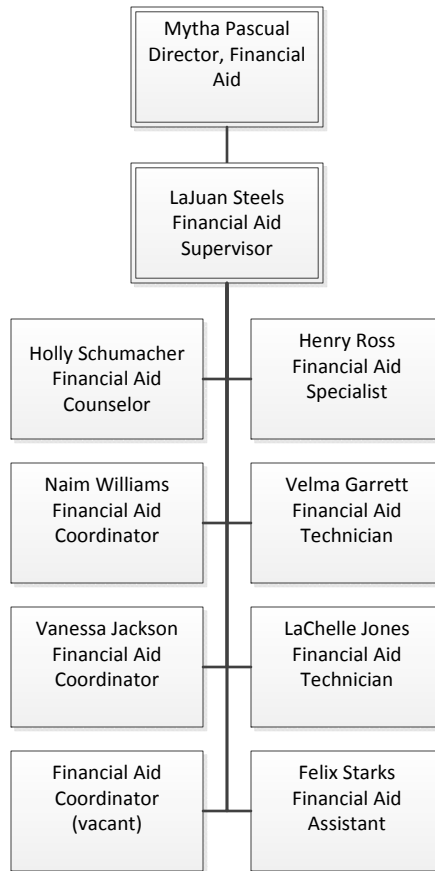 Mytha Pascual
Director, Financial
Aid
LaJuan Steels
Financial Aid
Supervisor
Holly Schumacher
Financial Aid
Counselor
Henry Ross
Financial Aid
Specialist
Naim Williams
Financial Aid
Coordinator
Velma Garrett
Financial Aid
Technician
Vanessa Jackson
Financial Aid
Coordinator
LaChelle Jones
Financial Aid
Technician
Financial Aid
Coordinator
(vacant)
Felix Starks
Financial Aid
Assistant